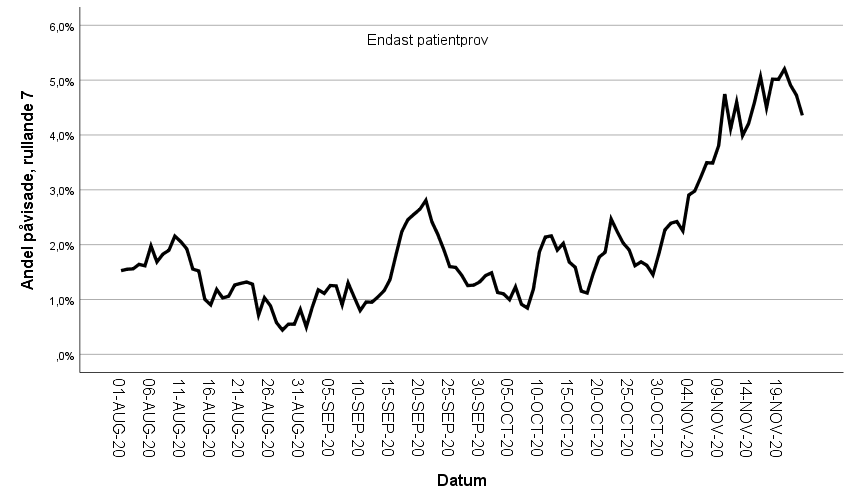 6,0%
Endast patientprov
5,0%
4,0%
3,0%
2,0%
1,0%
,0%
Andel påvisade, rullande 7
01-AUG-20
06-AUG-20
11-AUG-20
16-AUG-20
21-AUG-20
26-AUG-20
31-AUG-20
05-SEP-20
10-SEP-20
15-SEP-20
20-SEP-20
25-SEP-20
30-SEP-20
05-OCT-20
10-OCT-20
15-OCT-20
20-OCT-20
25-OCT-20
30-OCT-20
04-NOV-20
09-NOV-20
14-NOV-20
19-NOV-20
Datum